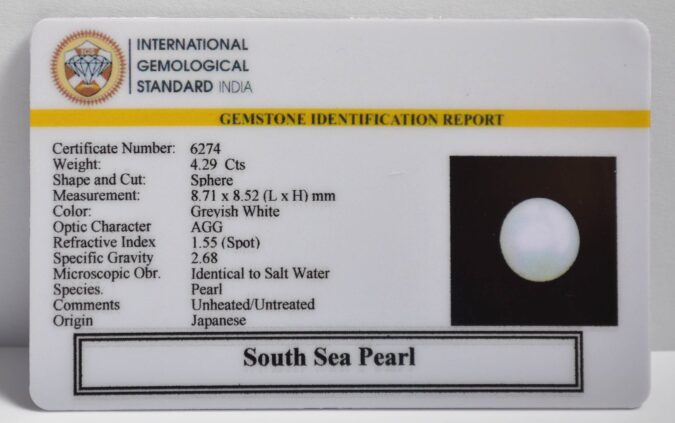 INTERNATIONAL
GEMOLOGICAL
STANDARD INDIA
GEMSTONE IDENTIFICATION REPORT
Certificate Number: 6274
Weight: 4.29 Cts
Shape and Cut: Sphere
Measurement: 8.71 x 8.52 (L x H) mm
Color: Greyish White
Optic Character AGG
Refractive Index 1.55 (Spot)
Specific Gravity 2.68
Microscopic Obr. Identical to Salt Water
Species. Pearl
Comments Unheated/Untreated
Origin Japanese
South Sea Pearl